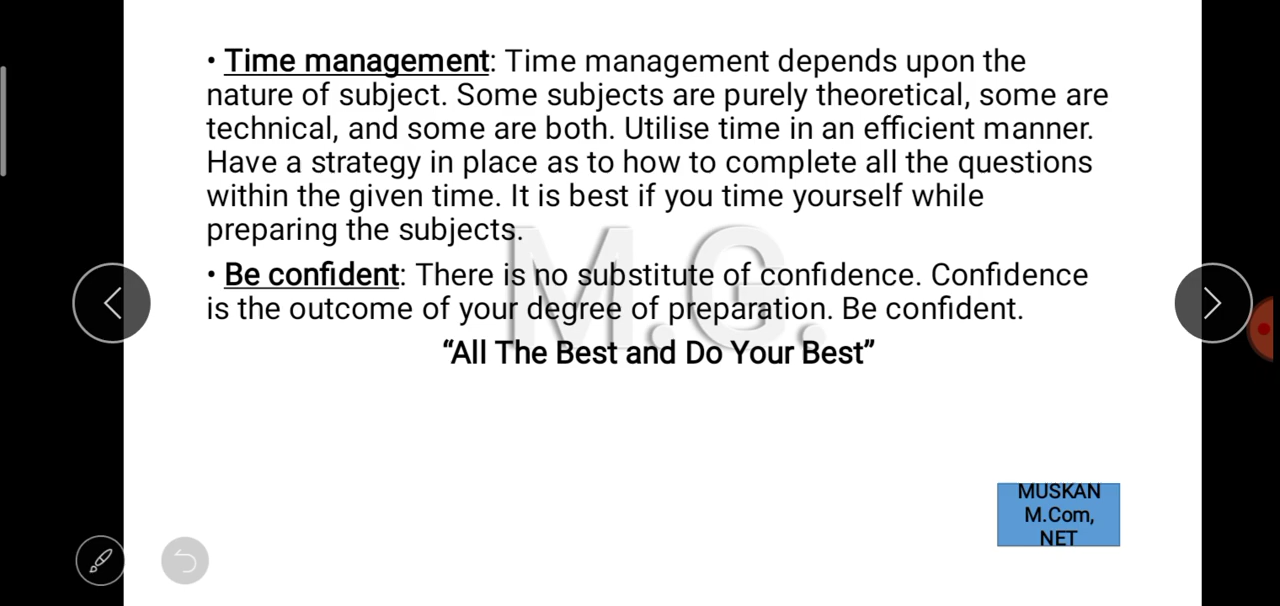 • Time management: Time management depends upon the
nature of subject. Some subjects are purely theoretical, some are
technical, and some are both. Utilise time in an efficient manner.
Have a strategy in place as to how to complete all the questions
within the given time. It is best if you time yourself while
preparing the subjects.
M.G.
• Be confident: There is no substitute of confidence. Confidence
is the outcome of your degree of preparation. Be confident.
“All The Best and Do Your Best”
MUSKAN
M.Com,
NET